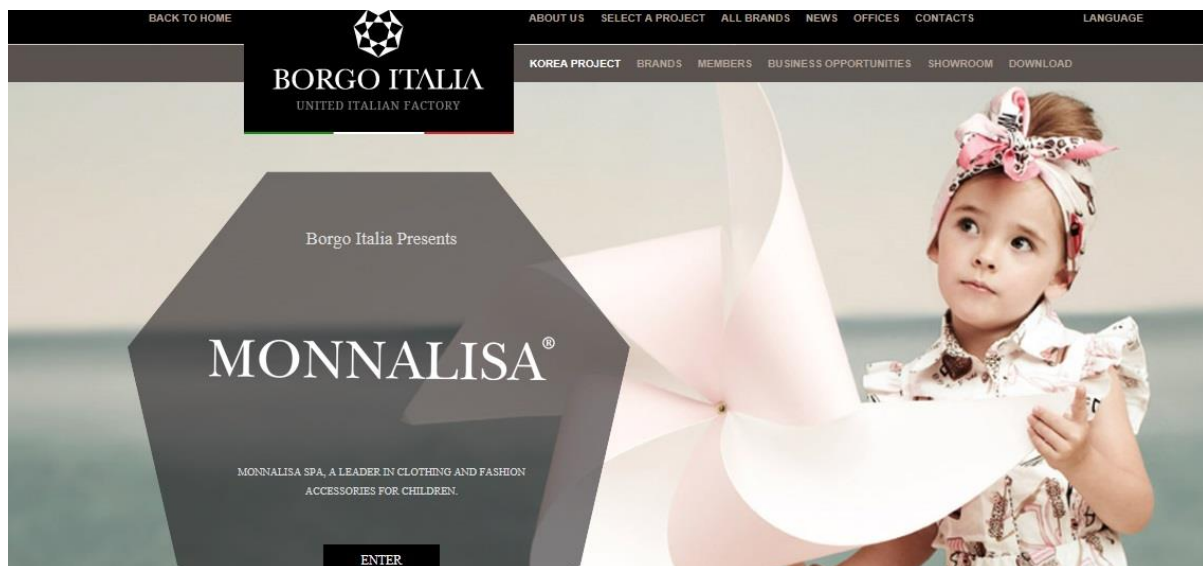 BACK TO HOME
ABOUT US SELECT A PROJECT ALL BRANDS NEWS OFFICES CONTACTS
LANGUAGE
BORGO ITALIA
UNITED ITALIAN FACTORY
KOREA PROJECT BRANDS MEMBERS BUSINESS OPPORTUNITIES SHOWROOM DOWNLOAD
Borgo Italia Presents
MONNALISA®
MONNALISA SPA, A LEADER IN CLOTHING AND FASHION
ACCESSORIES FOR CHILDREN.
ENTER